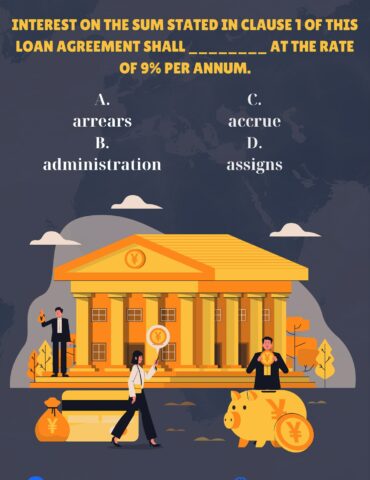 INTEREST ON THE SUM STATED IN CLAUSE 1 OF THIS
LOAN AGREEMENT SHALL ________ AT THE RATE
OF 9% PER ANNUM.
A.
arrears
B.
administration
C.
accrue
D.
assigns
¥
¥
¥
¥
¥